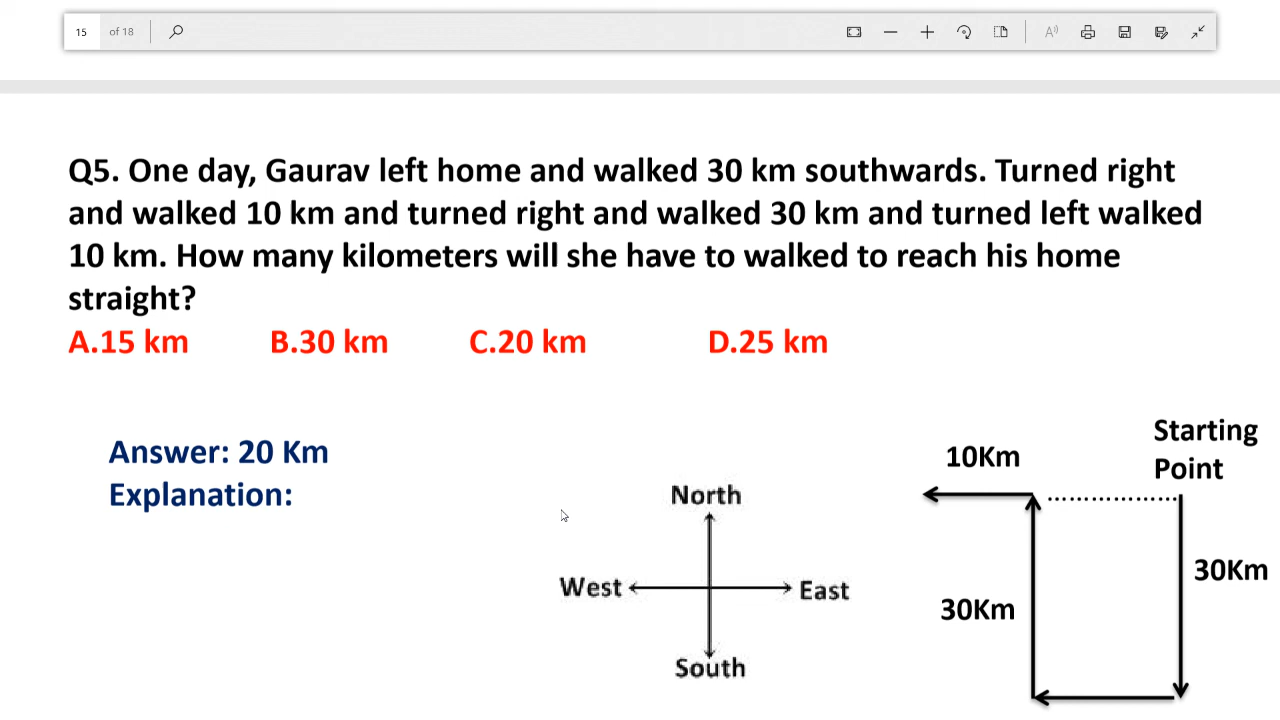 15 of 18
Q5. One day, Gaurav left home and walked 30 km southwards. Turned right
and walked 10 km and turned right and walked 30 km and turned left walked
10 km. How many kilometers will she have to walked to reach his home
straight?
A.15 km B.30 km C.20 km D.25 km
Answer: 20 Km
Explanation:
North
West
East
South
Starting
Point
10Km
30Km
30Km